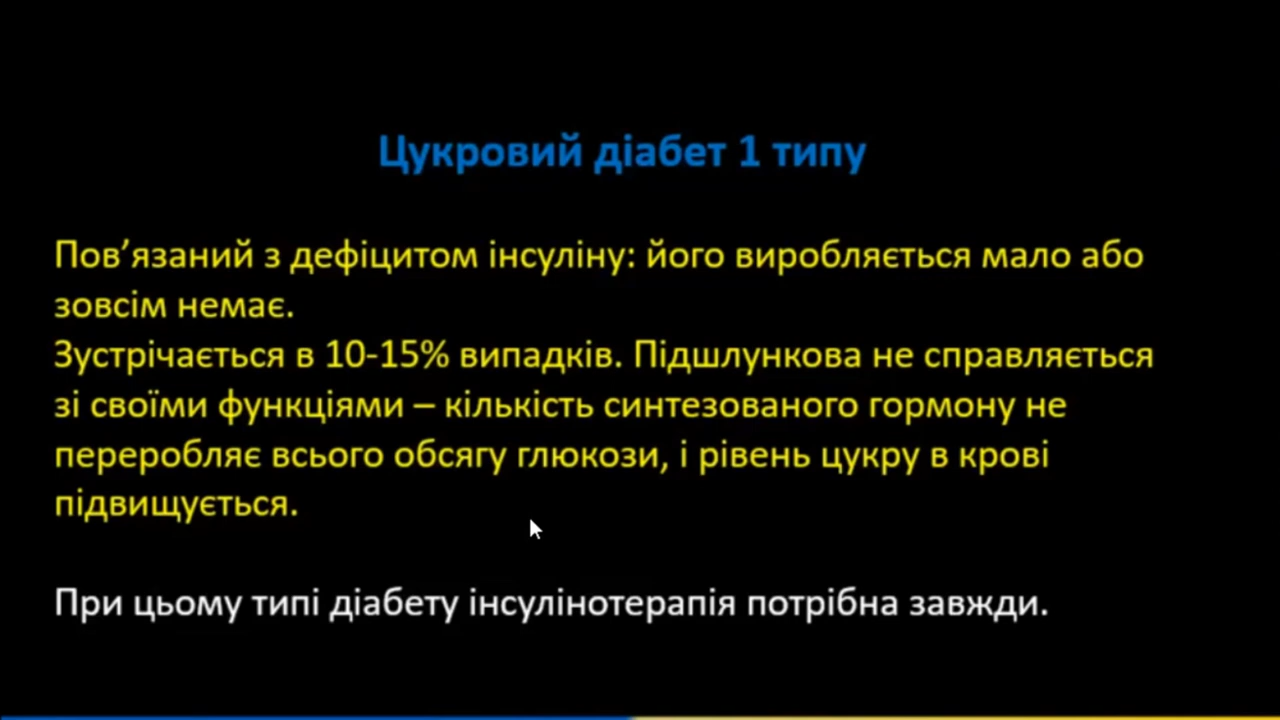 Цукровий діабет 1 типу
Пов’язаний з дефіцитом інсуліну: його виробляється мало або
зовсім немає.
Зустрічається в 10-15% випадків. Підшлункова не справляється
зі своїми функціями – кількість синтезованого гормону не
переробляє всього обсягу глюкози, і рівень цукру в крові
підвищується.
При цьому типі діабету інсулінотерапія потрібна завжди.